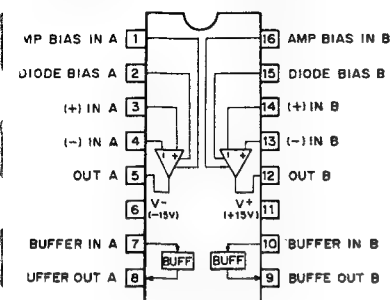 MP BIAS IN A 1 16 AMP BIAS IN B
DIODE BIAS A 2 15 DIODE BIAS B
(+) IN A 3 14 (+) IN B
(-) IN A 4 13 (-) IN B
- + + -
OUT A 5 12 OUT B
6 V- (-15V) V+ (+15V) 11
BUFFER IN A 7 10 BUFFER IN B
BUFF BUFF
UFFER OUT A 8 9 BUFFE OUT B